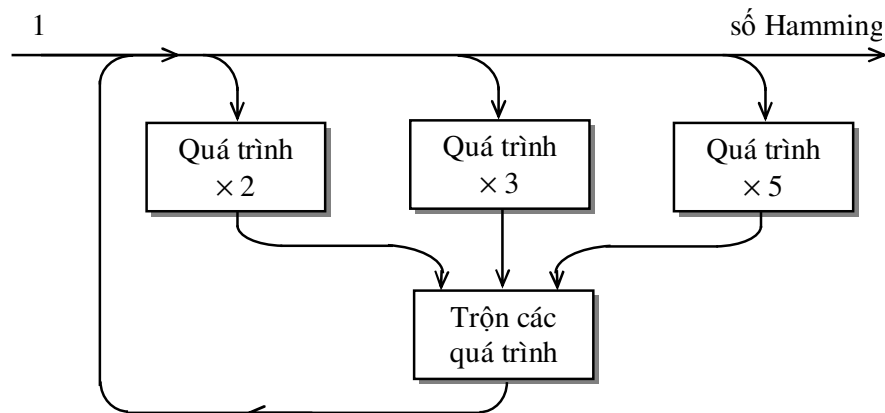 1
số Hamming
Quá trình
× 2
Quá trình
× 3
Quá trình
× 5
Trộn các
quá trình